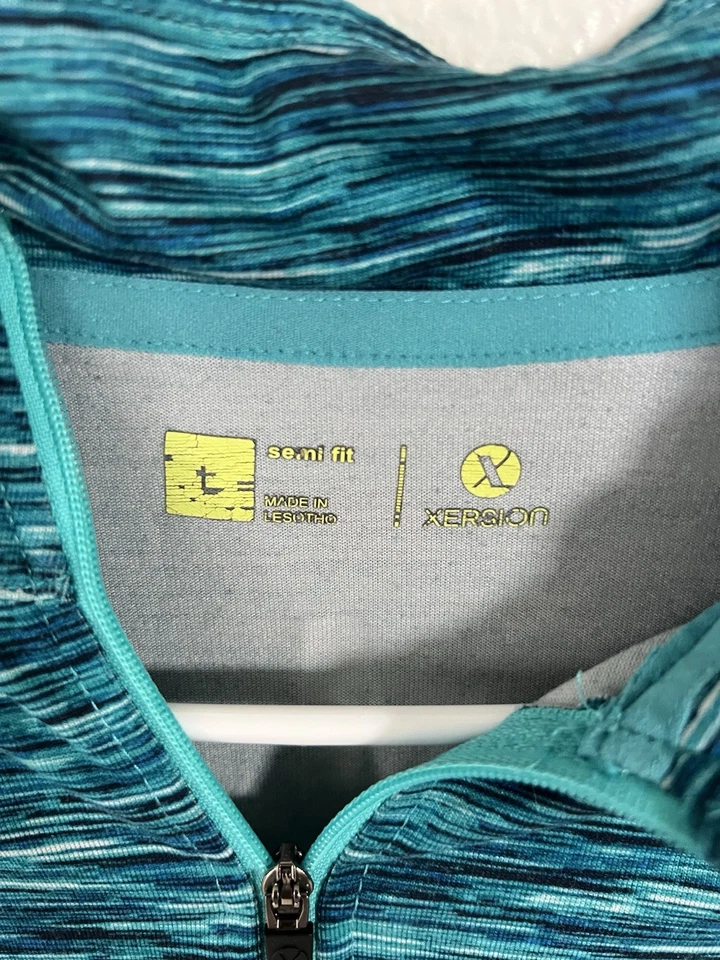 L
semi fit
MADE IN
LESOTHO
X
XERSION